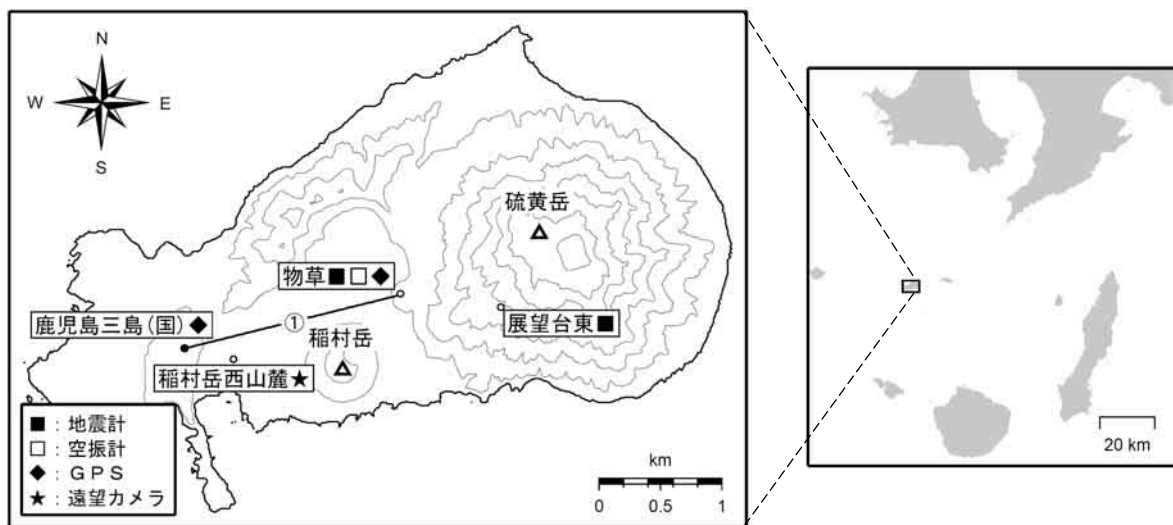 N
W E
S
硫黄岳
物草■□◆
鹿児島三島(国)◆
①
展望台東■
稲村岳
稲村岳西山麓★
■:地震計
□:空振計
◆:GPS
★:遠望カメラ
km
0 0.5 1
20 km